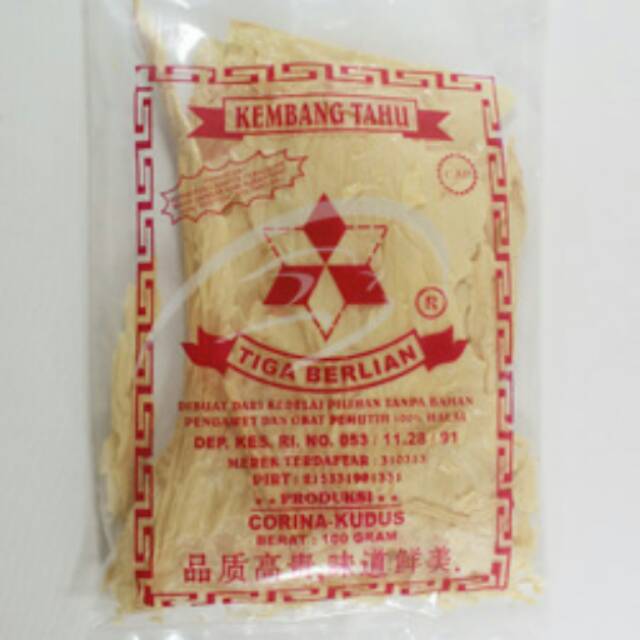 KEMBANG TAHU
CAP
R
TIGA BERLIAN
DIBUAT DARI KEDELAI PILIHAN TANPA BAHAN
PENGAWET DAN OBAT PEMUTIH 100% HALAL
DEP. KES. RI. NO. 053 / 11.28 / 91
MEREK TERDAFTAR : 310313
PIRT :
PRODUKSI
CORINA-KUDUS
BERAT : 100 GRAM
品质高贵,味道鲜美.